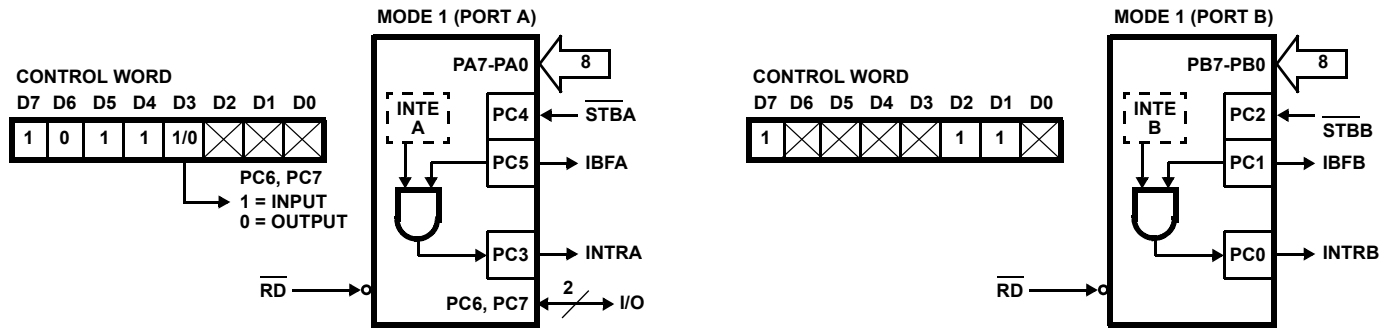 MODE 1 (PORT A)
PA7-PA0
8
CONTROL WORD
D7 D6 D5 D4 D3 D2 D1 D0
1 0 1 1 1/0
PC6, PC7
1 = INPUT
0 = OUTPUT
INTE
A
PC4
STBA
PC5
IBFA
PC3
INTRA
RD
PC6, PC7
2
I/O
MODE 1 (PORT B)
PB7-PB0
8
CONTROL WORD
D7 D6 D5 D4 D3 D2 D1 D0
1 1 1
INTE
B
PC2
STBB
PC1
IBFB
PC0
INTRB
RD